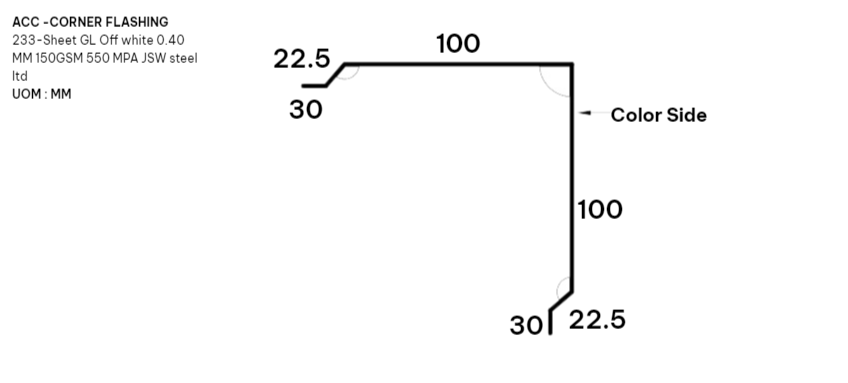 ACC -CORNER FLASHING
233-Sheet GL Off white 0.40
MM 150GSM 550 MPA JSW steel
ltd
UOM : MM
100
22.5
30
Color Side
100
30
22.5